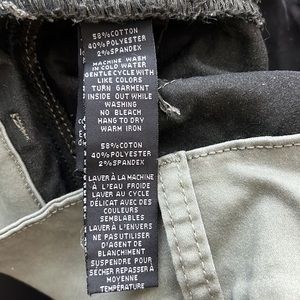 58%COTTON
40%POLYESTER
2%SPANDEX
MACHINE WASH
IN COLD WATER
GENTLE CYCLE WITH
LIKE COLORS
TURN GARMENT
INSIDE OUT WHILE
WASHING
NO BLEACH
HANG TO DRY
WARM IRON
58%COTTON
40%POLYESTER
2%SPANDEX
LAVER À LA MACHINE
À L'EAU FROIDE
LAVER AU CYCLE
DÉLICAT AVEC DES
COULEURS
SEMBLABLES
LAVER À L'ENVERS
NE PAS UTILISER
D'AGENT DE
BLANCHIMENT
SUSPENDRE POUR
SÉCHER REPASSER À
MOYENNE
TEMPÉRATURE